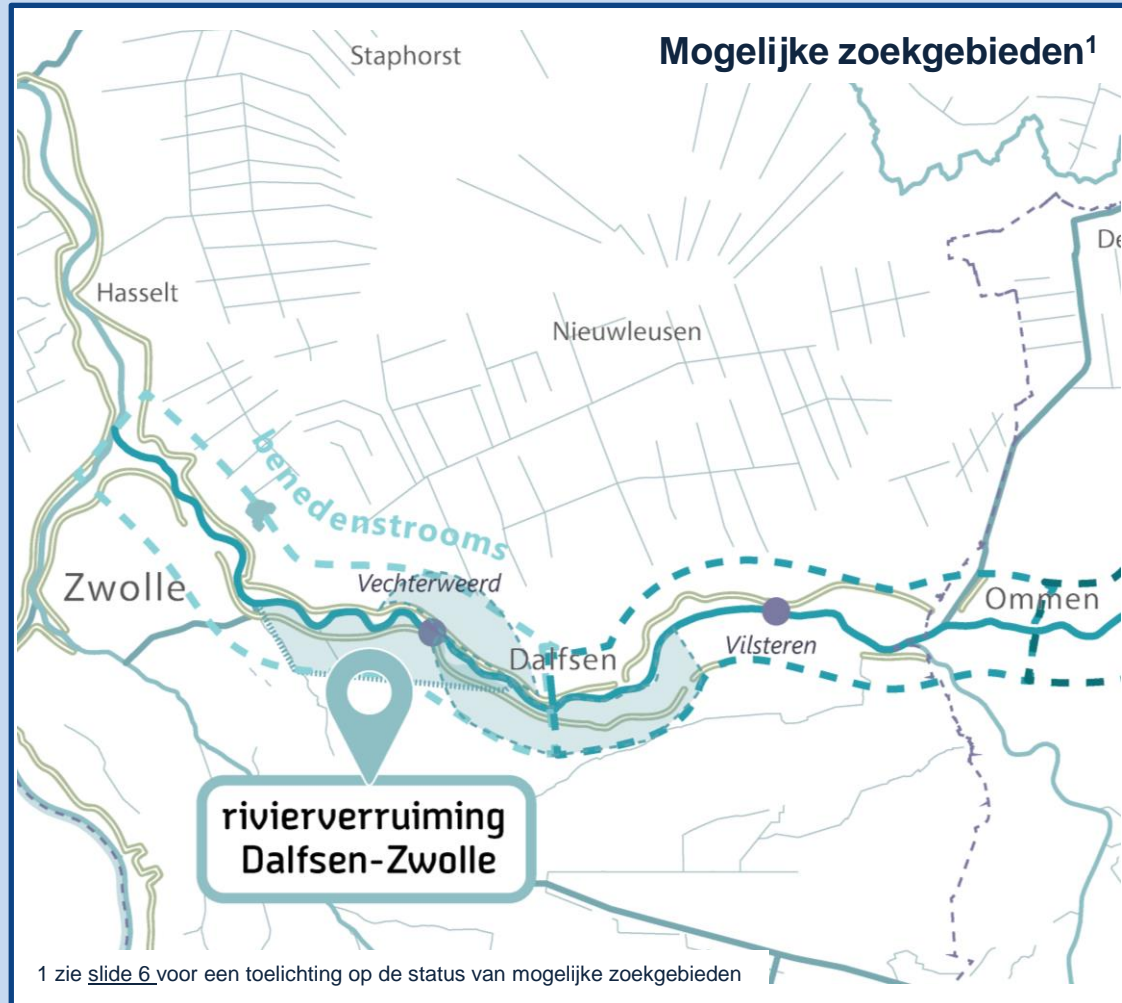 Mogelijke zoekgebieden1
Staphorst
De
Hasselt
Nieuwleusen
benedenstrooms
Vechterweerd
Zwolle
Ommen
Dalfsen
Vilsteren
rivierverruiming
Dalfsen-Zwolle
1 zie slide 6 voor een toelichting op de status van mogelijke zoekgebieden